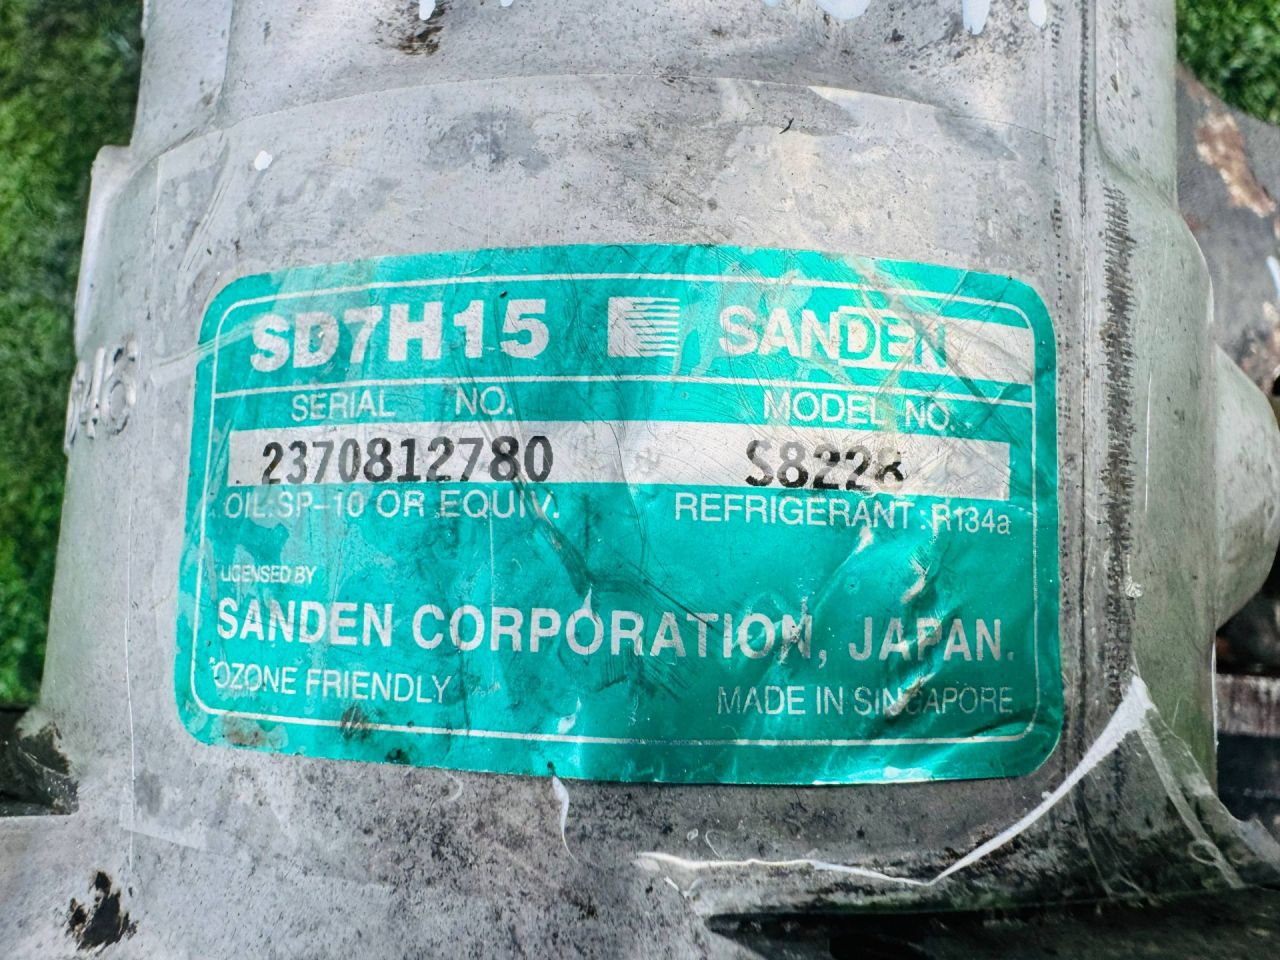 SD7H15 SANDEN
SERIAL NO. MODEL NO.
2370812780 S8228
OIL:SP-10 OR EQUIV. REFRIGERANT:R134a
LICENSED BY
SANDEN CORPORATION, JAPAN.
OZONE FRIENDLY MADE IN SINGAPORE